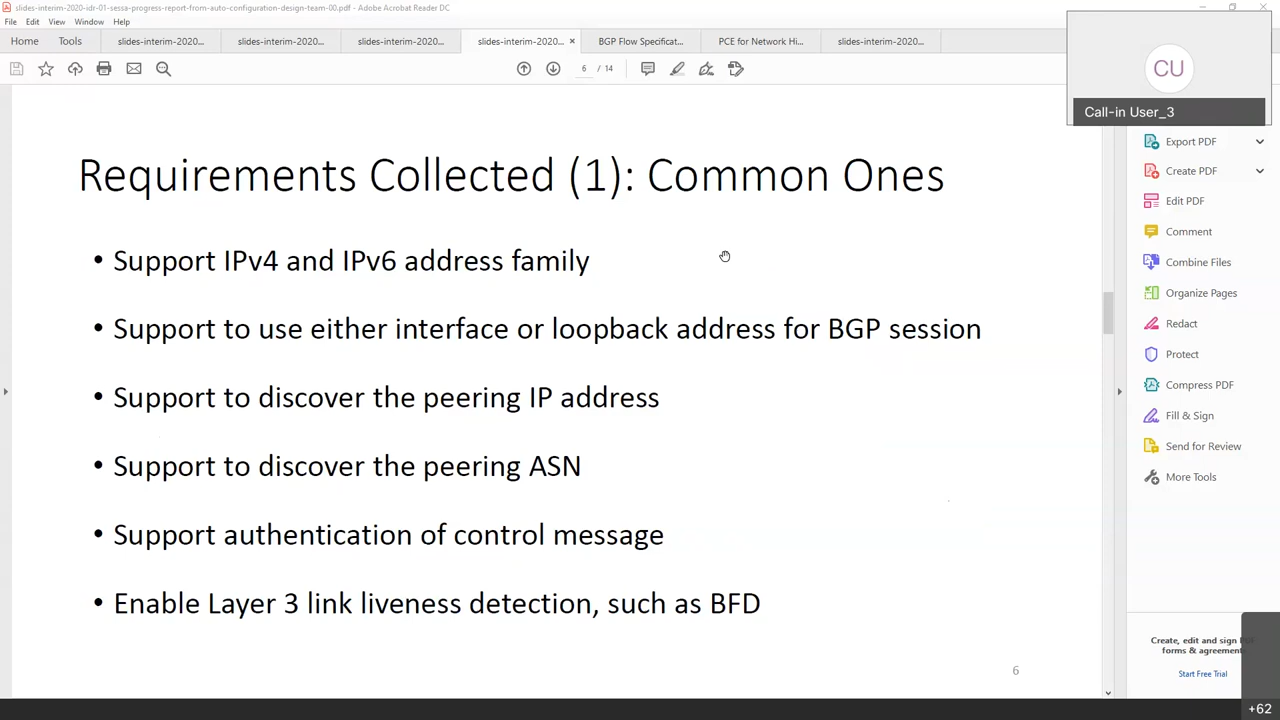 slides-interim-2020-idr-01-sessa-progress-report-from-auto-configuration-design-team-00.pdf - Adobe Acrobat Reader DC
File Edit View Window Help
Home Tools slides-interim-2020... slides-interim-2020... slides-interim-2020... slides-interim-2020... × BGP Flow Specificat... PCE for Network Hi... slides-interim-2020...
6 / 14
CU
Call-in User_3
Requirements Collected (1): Common Ones
• Support IPv4 and IPv6 address family
• Support to use either interface or loopback address for BGP session
• Support to discover the peering IP address
• Support to discover the peering ASN
• Support authentication of control message
• Enable Layer 3 link liveness detection, such as BFD
6
Export PDF
Create PDF
Edit PDF
Comment
Combine Files
Organize Pages
Redact
Protect
Compress PDF
Fill & Sign
Send for Review
More Tools
Create, edit and sign
forms & agreements
Start Free Trial
+62